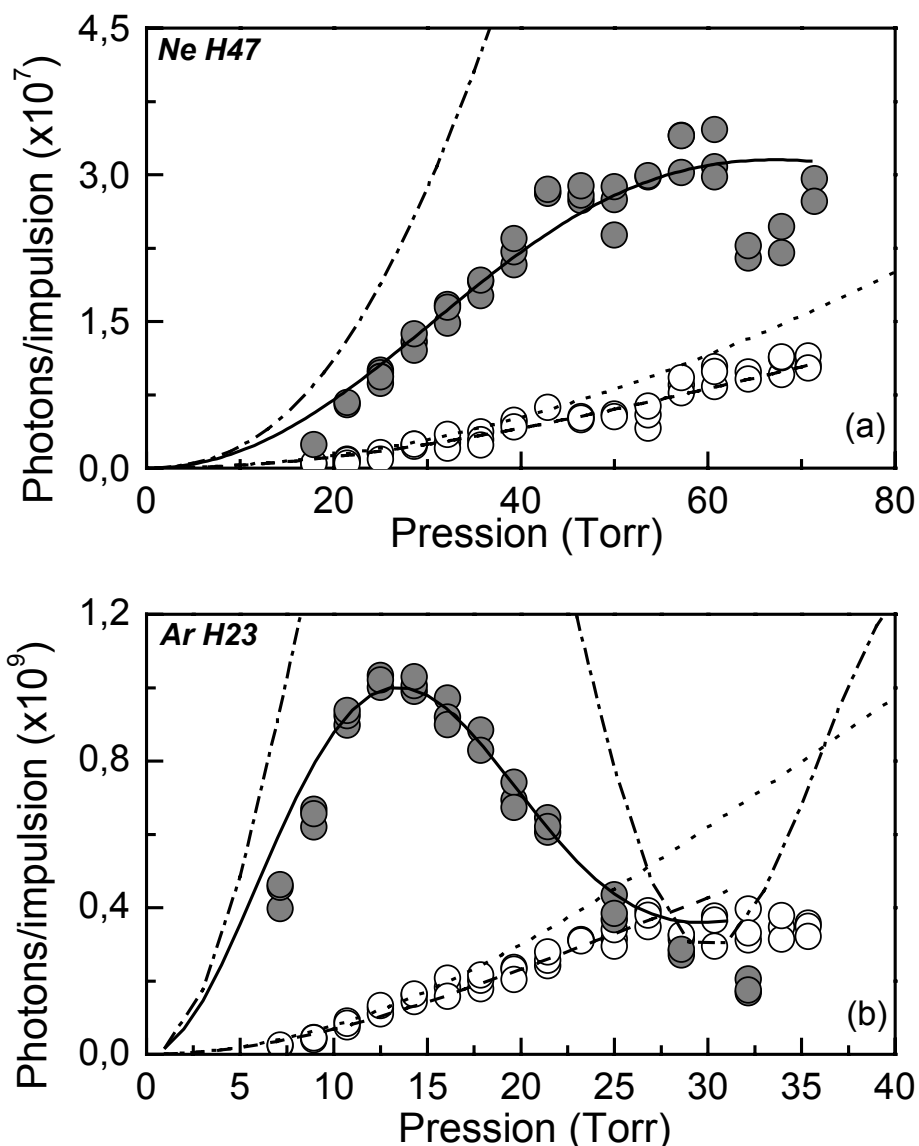 Ne H47
Photons/impulsion (x10⁷)
4,5
3,0
1,5
0,0
0 20 40 60 80
Pression (Torr)
(a)
Ar H23
Photons/impulsion (x10⁹)
1,2
0,8
0,4
0,0
0 5 10 15 20 25 30 35 40
Pression (Torr)
(b)